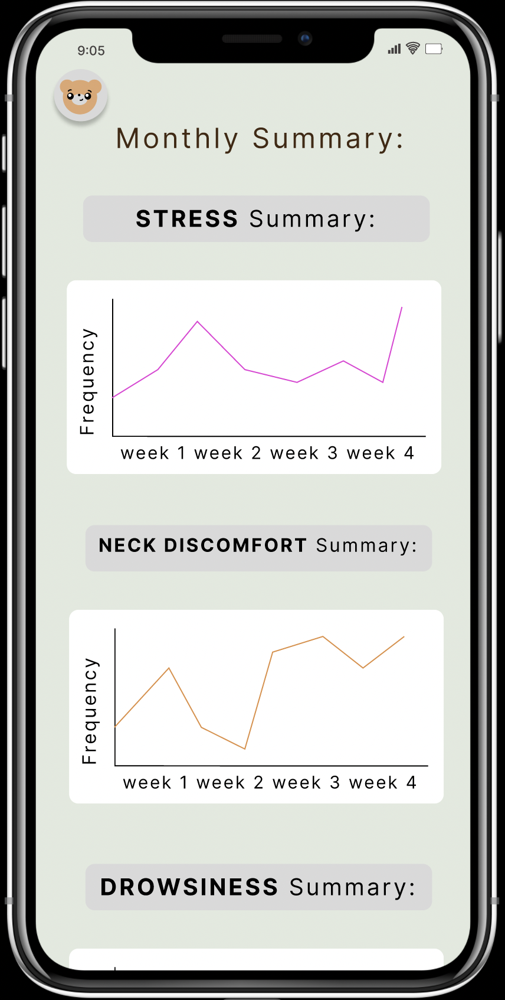 9:05
Monthly Summary:
STRESS Summary:
Frequency
week 1 week 2 week 3 week 4
NECK DISCOMFORT Summary:
Frequency
week 1 week 2 week 3 week 4
DROWSINESS Summary: